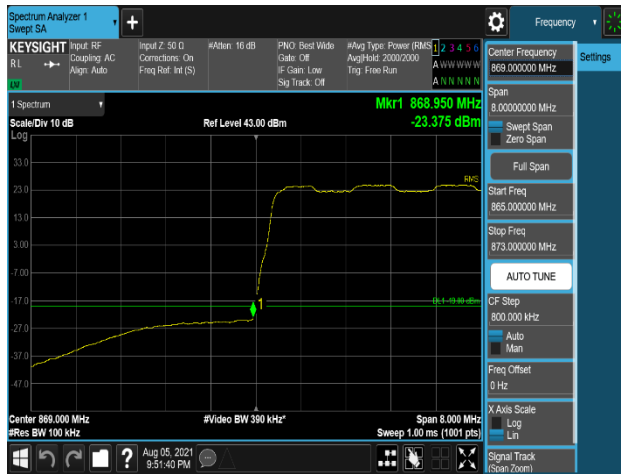 Spectrum Analyzer 1
Swept SA
Frequency
KEYSIGHT
Input: RF
Input Z: 50 Ω
#Atten: 16 dB
PNO: Best Wide
#Avg Type: Power (RMS
1 2 3 4 5 6
RL
Coupling: AC
Corrections: On
Gate: Off
Avg|Hold: 2000/2000
A W W W W W
Align: Auto
Freq Ref: Int (S)
IF Gain: Low
Trig: Free Run
Sig Track: Off
A N N N N N
Center Frequency
869.000000 MHz
Settings
Span
8.00000000 MHz
Swept Span
Zero Span
Full Span
Start Freq
865.000000 MHz
Stop Freq
873.000000 MHz
AUTO TUNE
CF Step
800.000 kHz
Auto
Man
Freq Offset
0 Hz
X Axis Scale
Log
Lin
Signal Track
(Span Zoom)
1 Spectrum
Mkr1 868.950 MHz
Scale/Div 10 dB
Ref Level 43.00 dBm
-23.375 dBm
Log
33.0
RMS
23.0
13.0
3.00
-7.00
-17.0
1
-27.0
-37.0
-47.0
Center 869.000 MHz
#Video BW 390 kHz*
Span 8.000 MHz
#Res BW 100 kHz
Sweep 1.00 ms (1001 pts)
?
Aug 05, 2021
9:51:40 PM